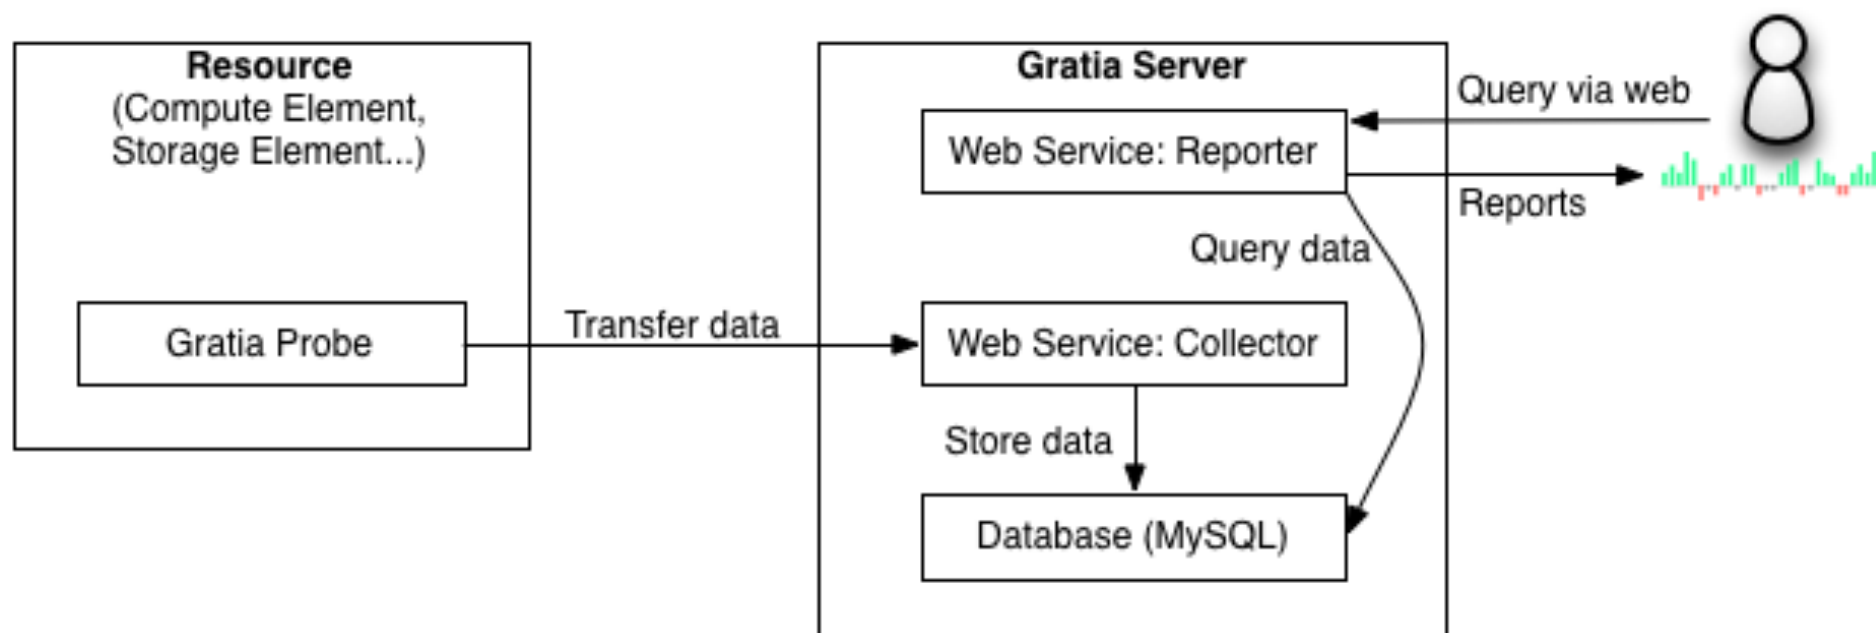 Resource
(Compute Element,
Storage Element...)
Gratia Probe
Transfer data
Gratia Server
Web Service: Reporter
Query data
Web Service: Collector
Store data
Database (MySQL)
Query via web
Reports